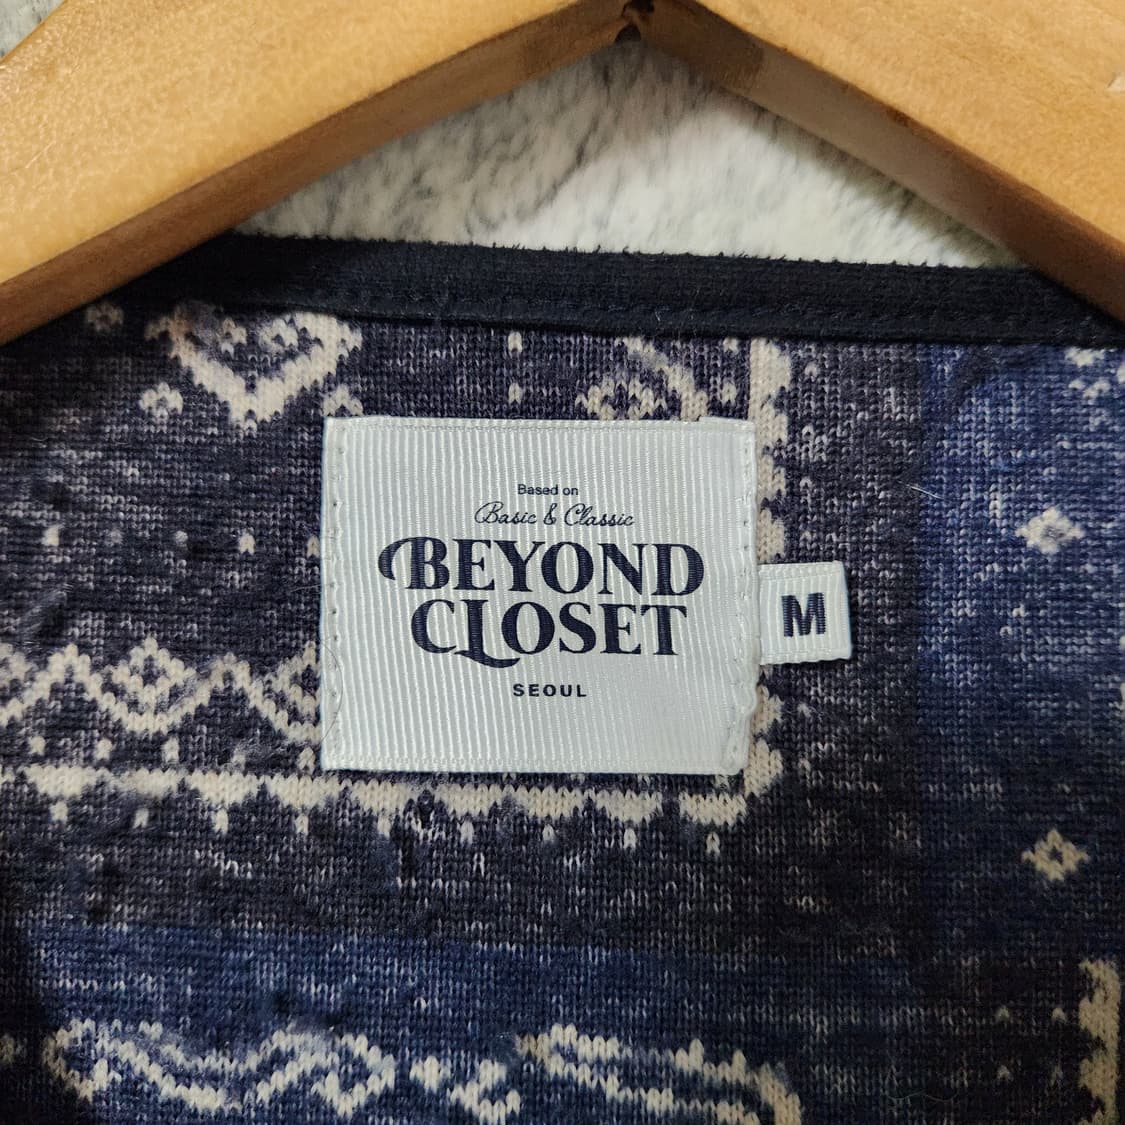 Based on
Basic & Classic
BEYOND
CLOSET
SEOUL
M